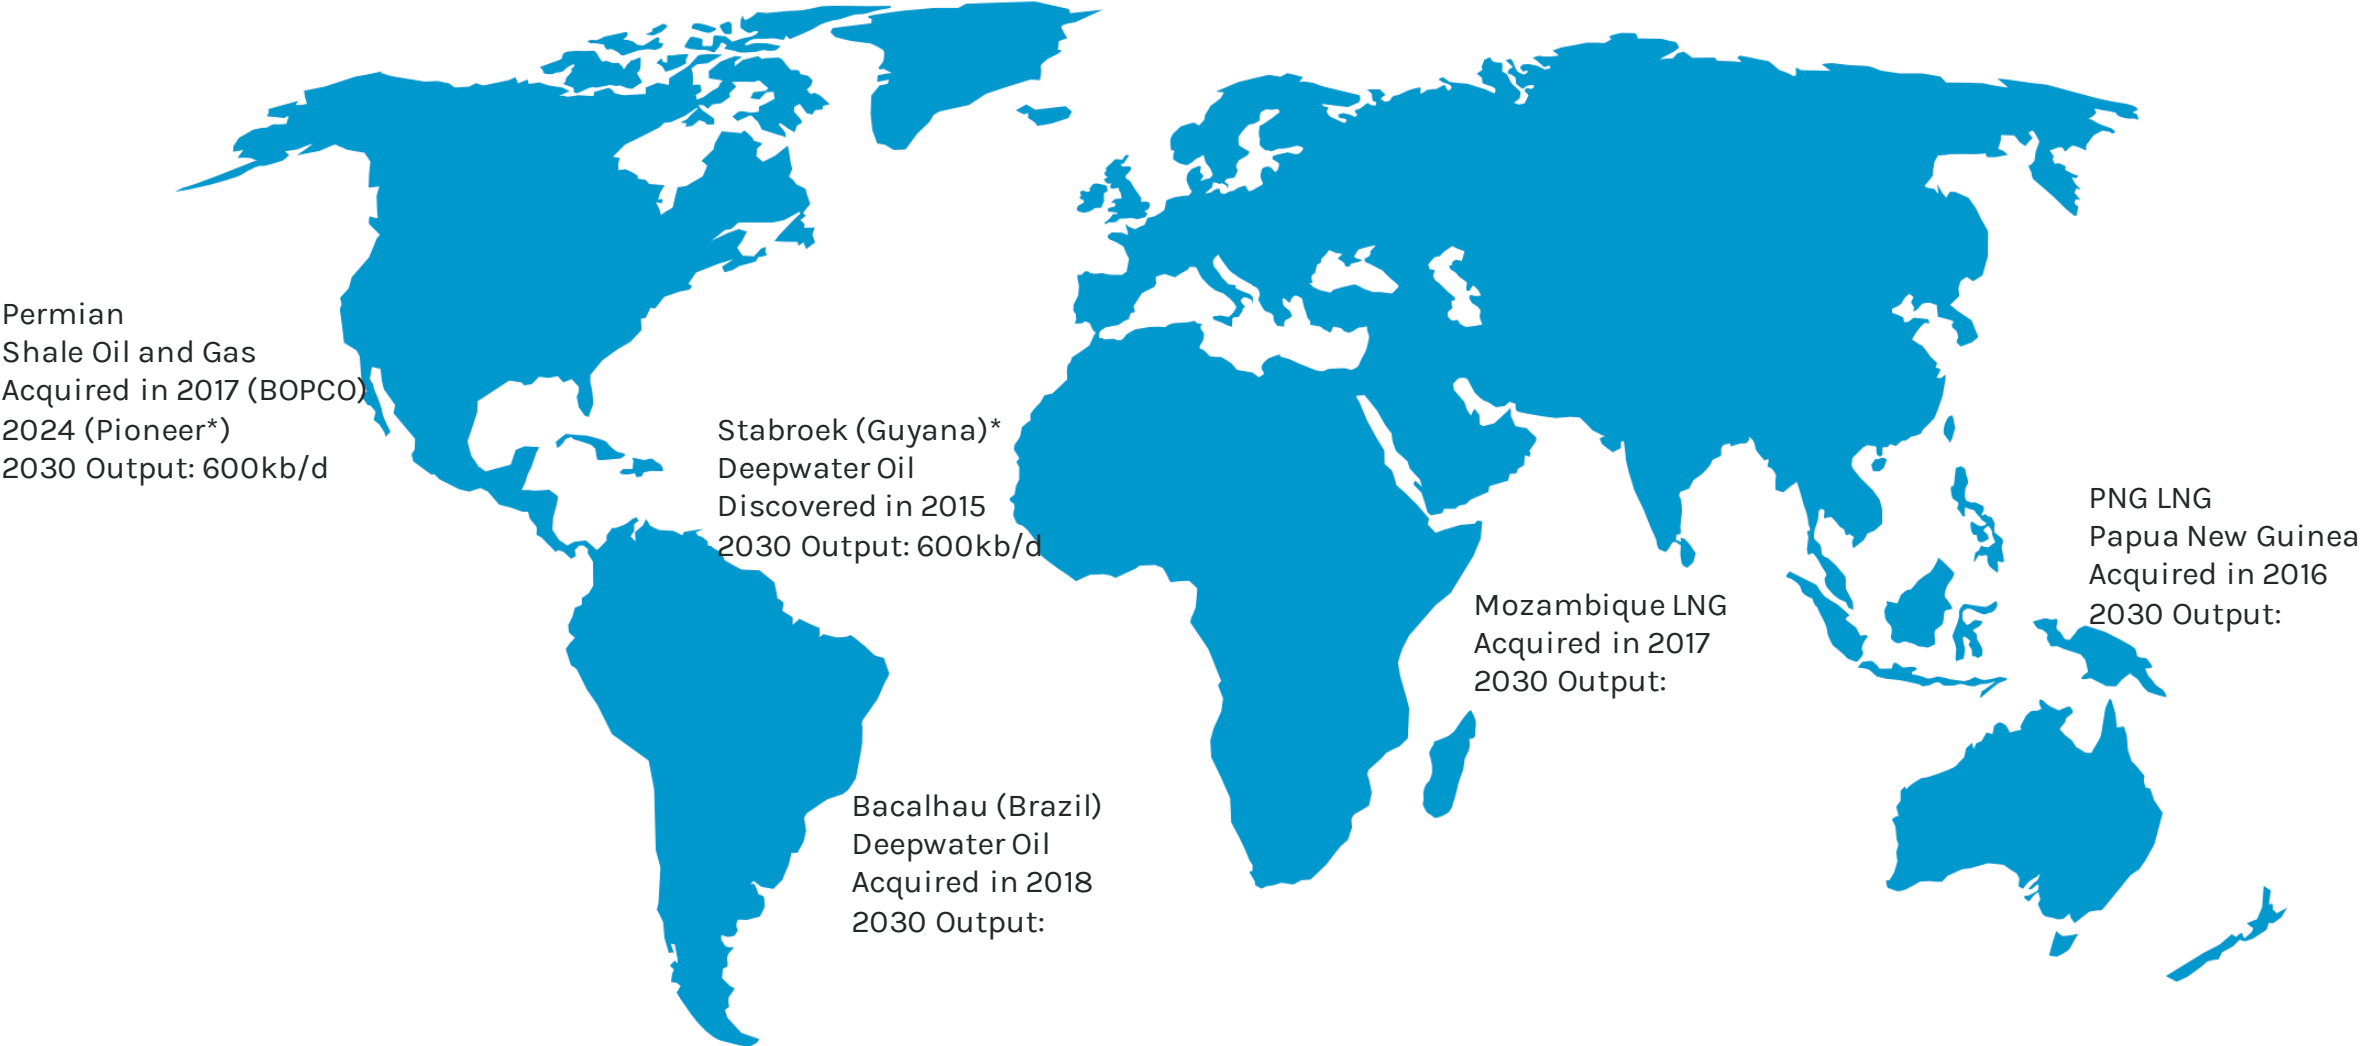 Permian
Shale Oil and Gas
Acquired in 2017 (BOPCO)
2024 (Pioneer*)
2030 Output: 600kb/d
Stabroek (Guyana)*
Deepwater Oil
Discovered in 2015
2030 Output: 600kb/d
Bacalhau (Brazil)
Deepwater Oil
Acquired in 2018
2030 Output:
Mozambique LNG
Acquired in 2017
2030 Output:
PNG LNG
Papua New Guinea
Acquired in 2016
2030 Output: